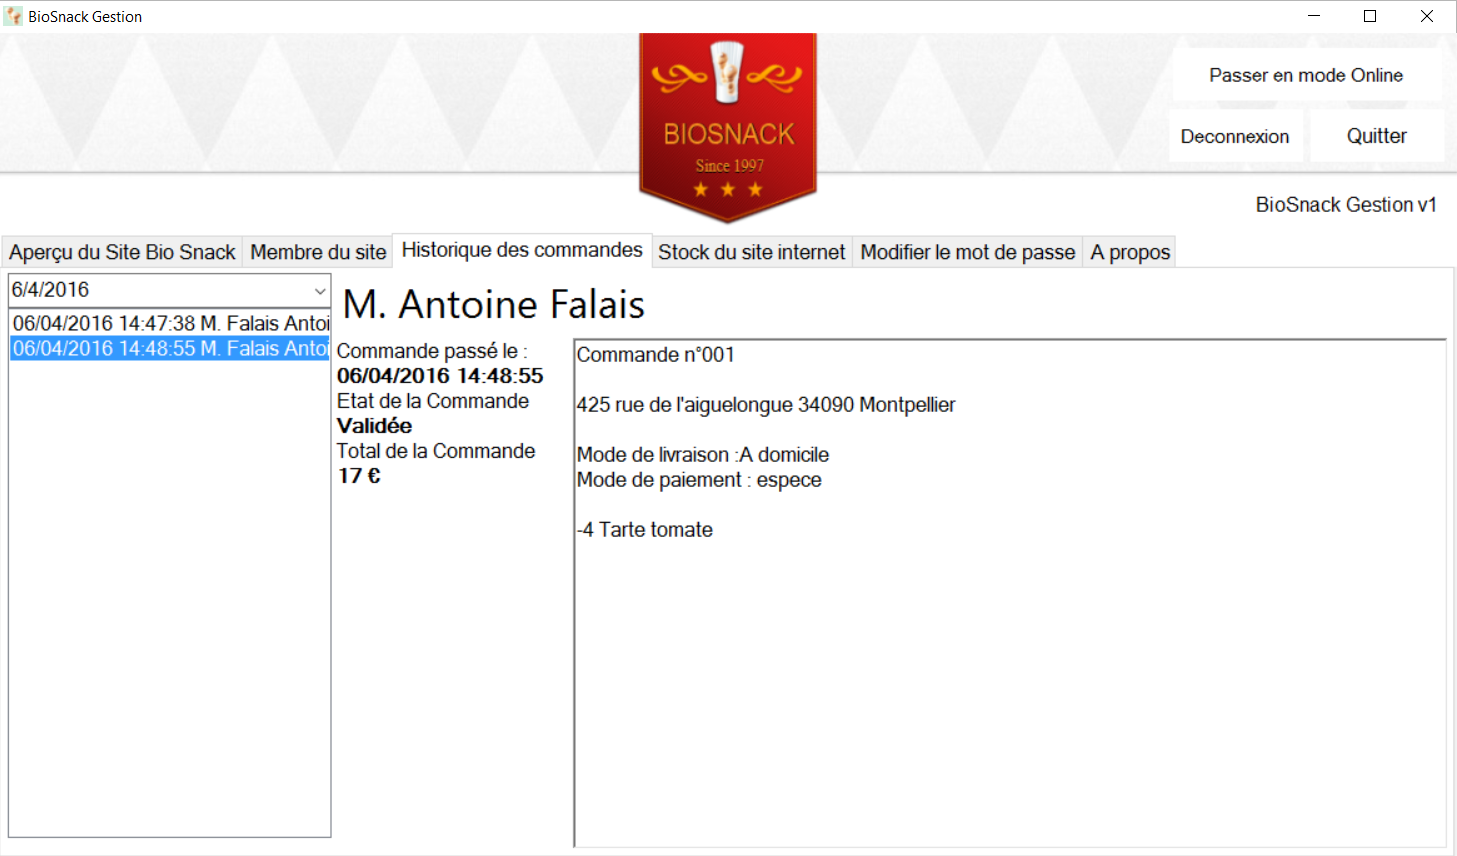 BioSnack Gestion
BIOSNACK
Since 1997
Passer en mode Online
Deconnexion
Quitter
BioSnack Gestion v1
Aperçu du Site Bio Snack
Membre du site
Historique des commandes
Stock du site internet
Modifier le mot de passe
A propos
6/4/2016
06/04/2016 14:47:38 M. Falais Antoi
06/04/2016 14:48:55 M. Falais Antoi
M. Antoine Falais
Commande passé le :
06/04/2016 14:48:55
Etat de la Commande
Validée
Total de la Commande
17 €
Commande n°001
425 rue de l'aiguelongue 34090 Montpellier
Mode de livraison :A domicile
Mode de paiement : espece
-4 Tarte tomate